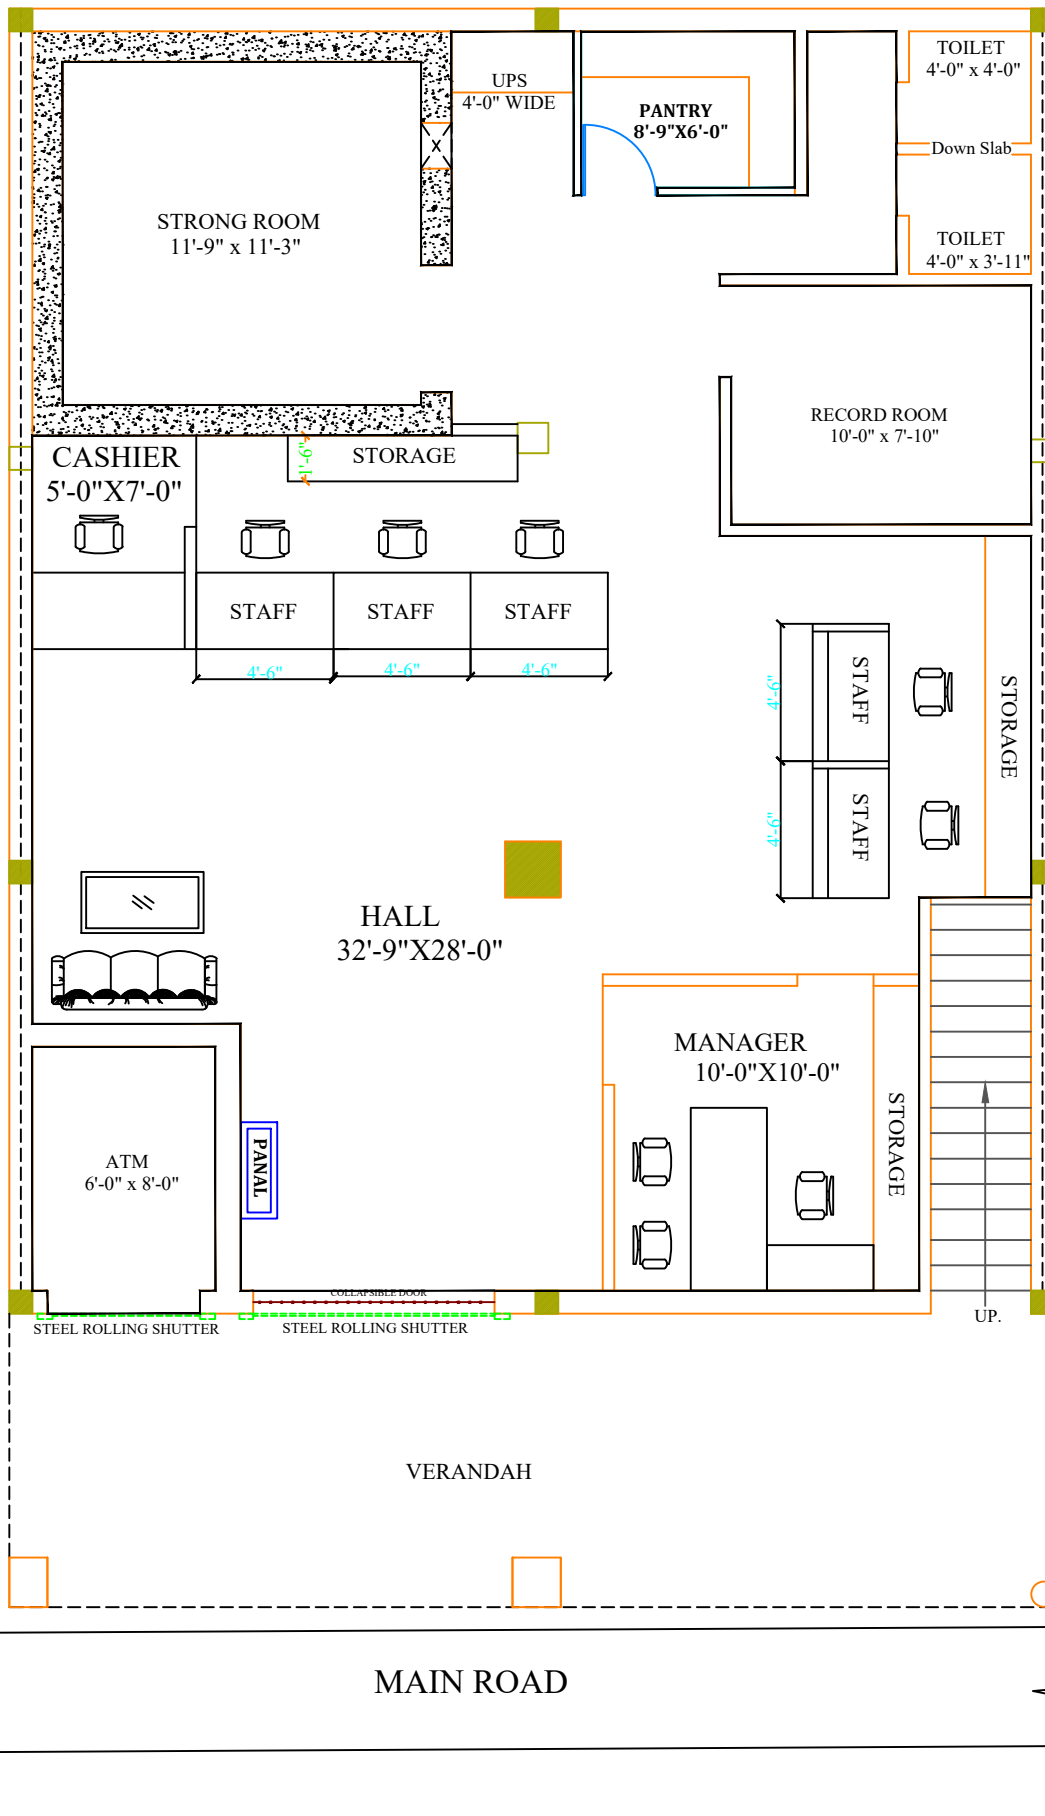 TOILET
4'-0" x 4'-0"
UPS
4'-0" WIDE
PANTRY
8'-9"X6'-0"
Down Slab
STRONG ROOM
11'-9" x 11'-3"
TOILET
4'-0" x 3'-11"
RECORD ROOM
10'-0" x 7'-10"
CASHIER
5'-0"X7'-0"
1'-6"
STORAGE
STAFF
STAFF
STAFF
4'-6"
4'-6"
4'-6"
4'-6"
STAFF
STORAGE
4'-6"
STAFF
HALL
32'-9"X28'-0"
MANAGER
10'-0"X10'-0"
STORAGE
ATM
6'-0" x 8'-0"
PANAL
COLLAPSIBLE DOOR
STEEL ROLLING SHUTTER
STEEL ROLLING SHUTTER
UP.
VERANDAH
MAIN ROAD